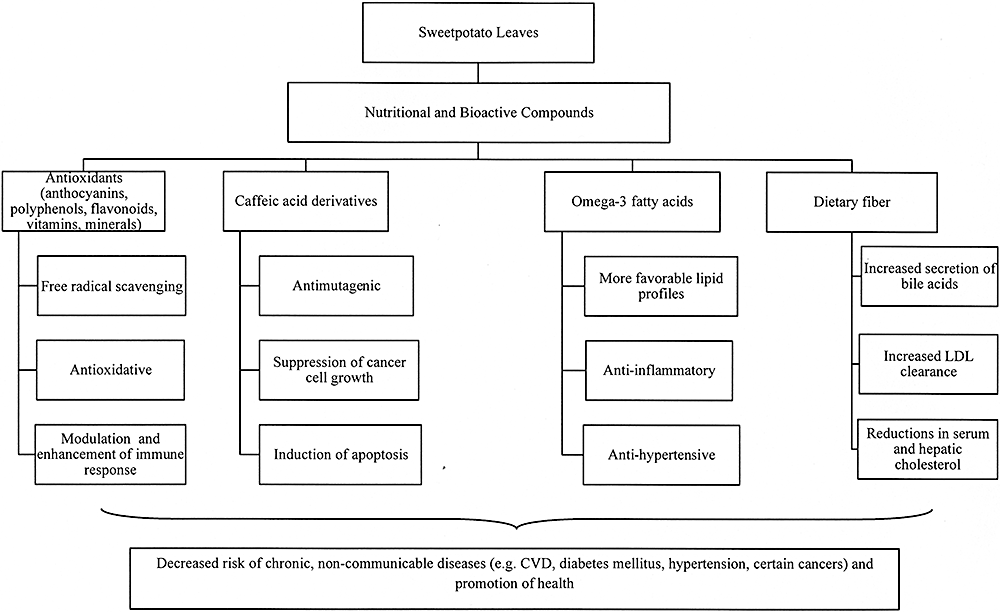 Sweetpotato Leaves
Nutritional and Bioactive Compounds
Antioxidants
(anthocyanins,
polyphenols, flavonoids,
vitamins, minerals)
Free radical scavenging
Antioxidative
Modulation and
enhancement of immune
response
Caffeic acid derivatives
Antimutagenic
Suppression of cancer
cell growth
Induction of apoptosis
Omega-3 fatty acids
More favorable lipid
profiles
Anti-inflammatory
Anti-hypertensive
Dietary fiber
Increased secretion of
bile acids
Increased LDL
clearance
Reductions in serum
and hepatic
cholesterol
Decreased risk of chronic, non-communicable diseases (e.g. CVD, diabetes mellitus, hypertension, certain cancers) and
promotion of health